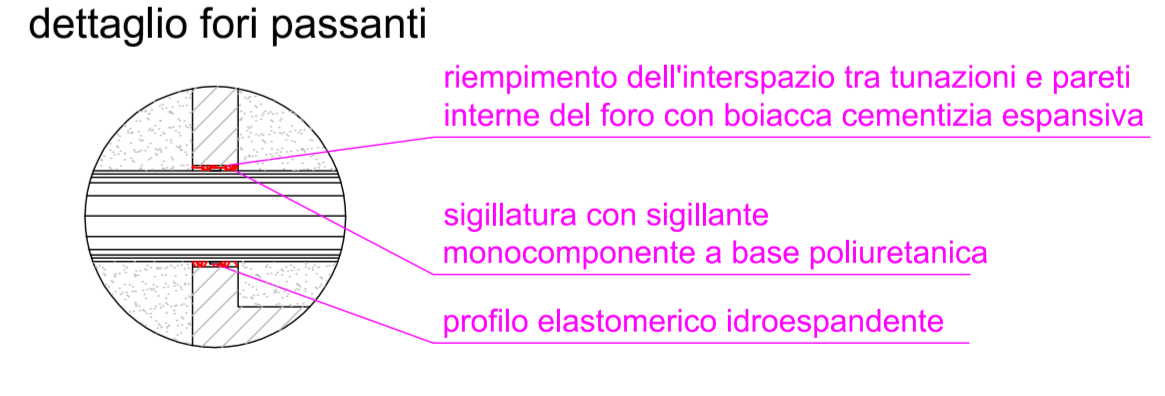 dettaglio fori passanti
riempimento dell'interspazio tra tunazioni e pareti
interne del foro con boiacca cementizia espansiva
sigillatura con sigillante
monocomponente a base poliuretanica
profilo elastomerico idroespandente